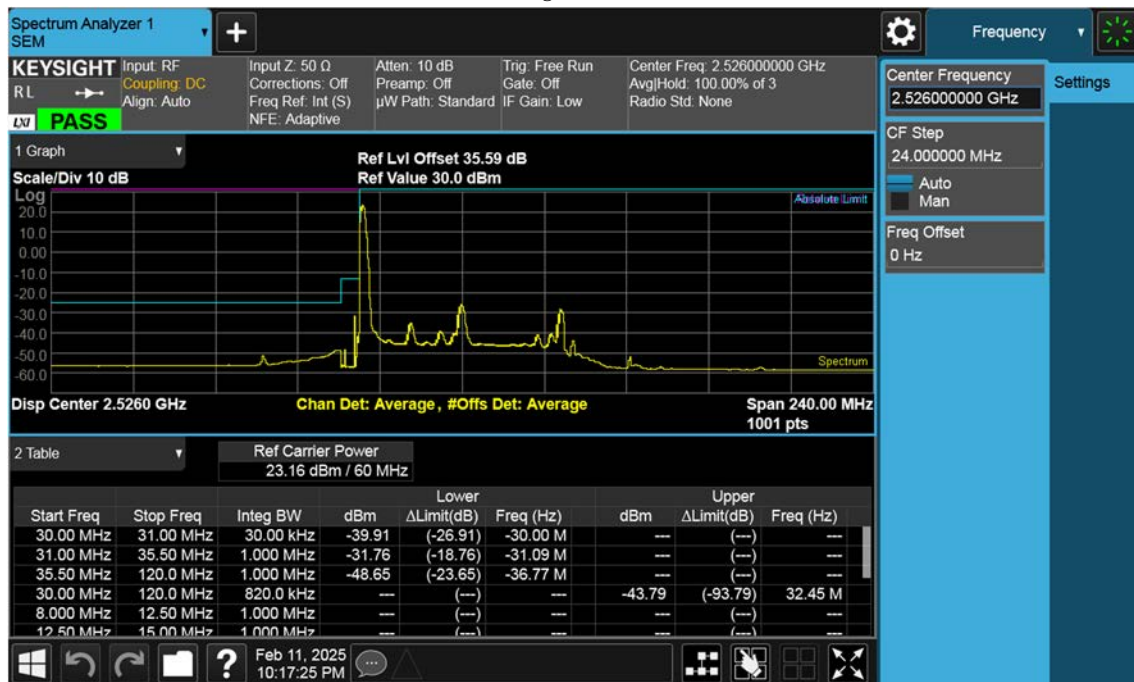 Spectrum Analyzer 1
SEM
+
Frequency
KEYSIGHT
RL
LXI PASS
Input: RF
Coupling: DC
Align: Auto
Input Z: 50 Ω
Corrections: Off
Freq Ref: Int (S)
NFE: Adaptive
Atten: 10 dB
Preamp: Off
µW Path: Standard
Trig: Free Run
Gate: Off
IF Gain: Low
Center Freq: 2.526000000 GHz
Avg|Hold: 100.00% of 3
Radio Std: None
Center Frequency
2.526000000 GHz
Settings
CF Step
24.000000 MHz
Auto
Man
Freq Offset
0 Hz
1 Graph
Scale/Div 10 dB
Ref Lvl Offset 35.59 dB
Ref Value 30.0 dBm
Log
20.0
10.0
0.00
-10.0
-20.0
-30.0
-40.0
-50.0
-60.0
Absolute Limit
Spectrum
Disp Center 2.5260 GHz
Chan Det: Average, #Offs Det: Average
Span 240.00 MHz
1001 pts
2 Table
Ref Carrier Power
23.16 dBm / 60 MHz
Lower Upper
Start Freq Stop Freq Integ BW dBm ΔLimit(dB) Freq (Hz) dBm ΔLimit(dB) Freq (Hz)
30.00 MHz 31.00 MHz 30.00 kHz -39.91 (-26.91) -30.00 M --- (---) ---
31.00 MHz 35.50 MHz 1.000 MHz -31.76 (-18.76) -31.09 M --- (---) ---
35.50 MHz 120.0 MHz 1.000 MHz -48.65 (-23.65) -36.77 M --- (---) ---
30.00 MHz 120.0 MHz 820.0 kHz --- (---) --- -43.79 (-93.79) 32.45 M
8.000 MHz 12.50 MHz 1.000 MHz --- (---) --- --- (---) ---
12.50 MHz 15.00 MHz 1.000 MHz --- (---) --- --- (---) ---
?
Feb 11, 2025
10:17:25 PM